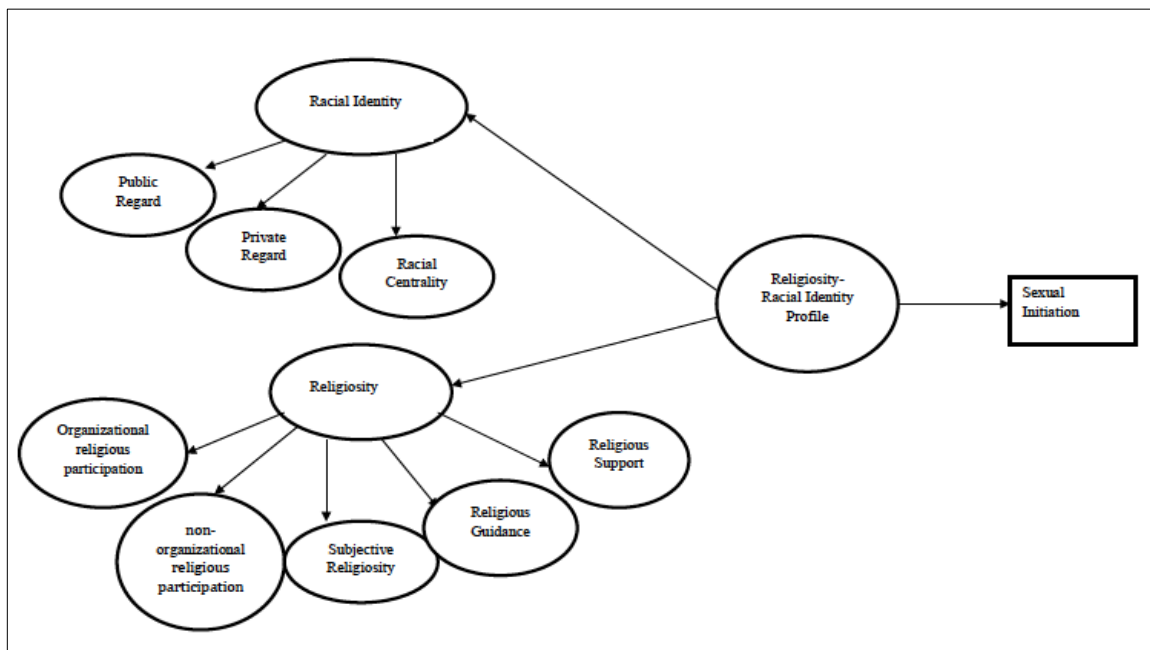 Racial Identity
Public
Regard
Private
Regard
Racial
Centrality
Religiosity-
Racial Identity
Profile
Sexual
Initiation
Religiosity
Organizational
religious
participation
non-
organizational
religious
participation
Subjective
Religiosity
Religious
Guidance
Religious
Support